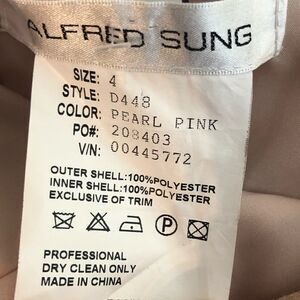 ALFRED SUNG
SIZE: 4
STYLE: D448
COLOR: PEARL PINK
PO#: 208403
V/N: 00445772
OUTER SHELL:100%POLYESTER
INNER SHELL:100%POLYESTER
EXCLUSIVE OF TRIM
P
PROFESSIONAL
DRY CLEAN ONLY
MADE IN CHINA